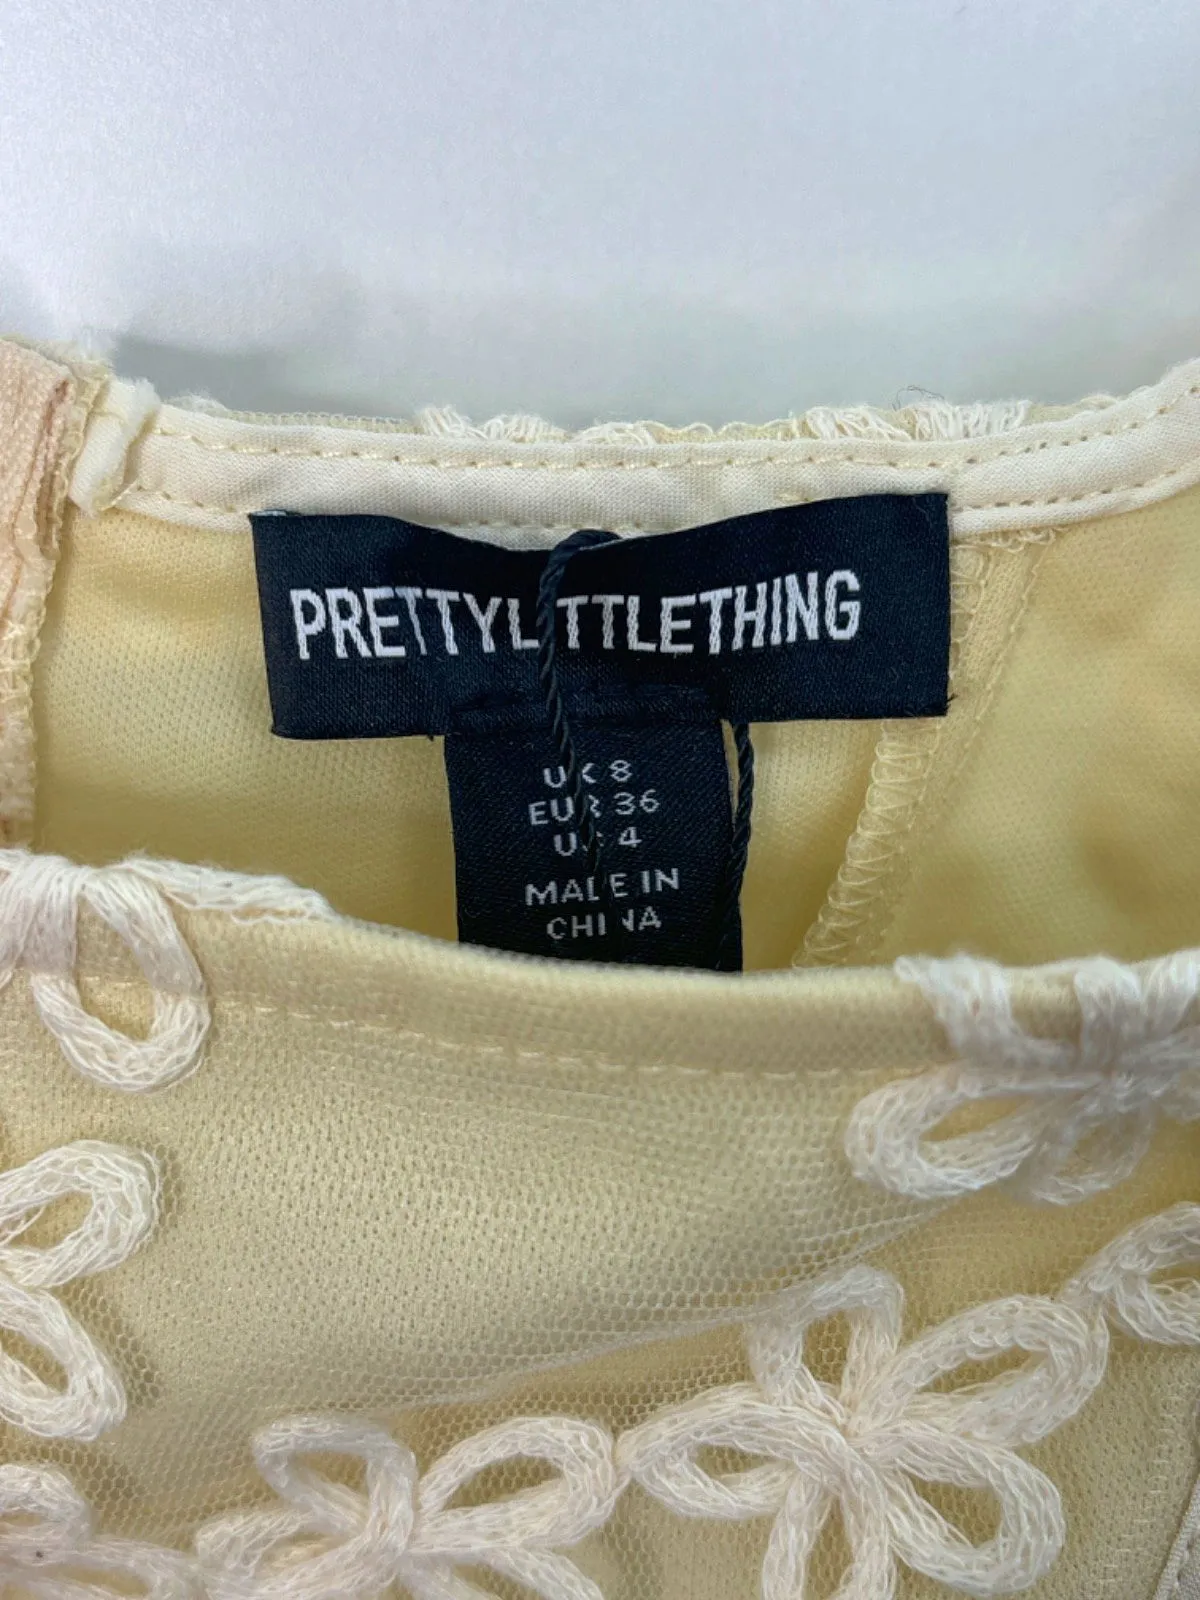 PRETTYLITTLETHING
UK 8
EUR 36
US 4
MADE IN
CHINA